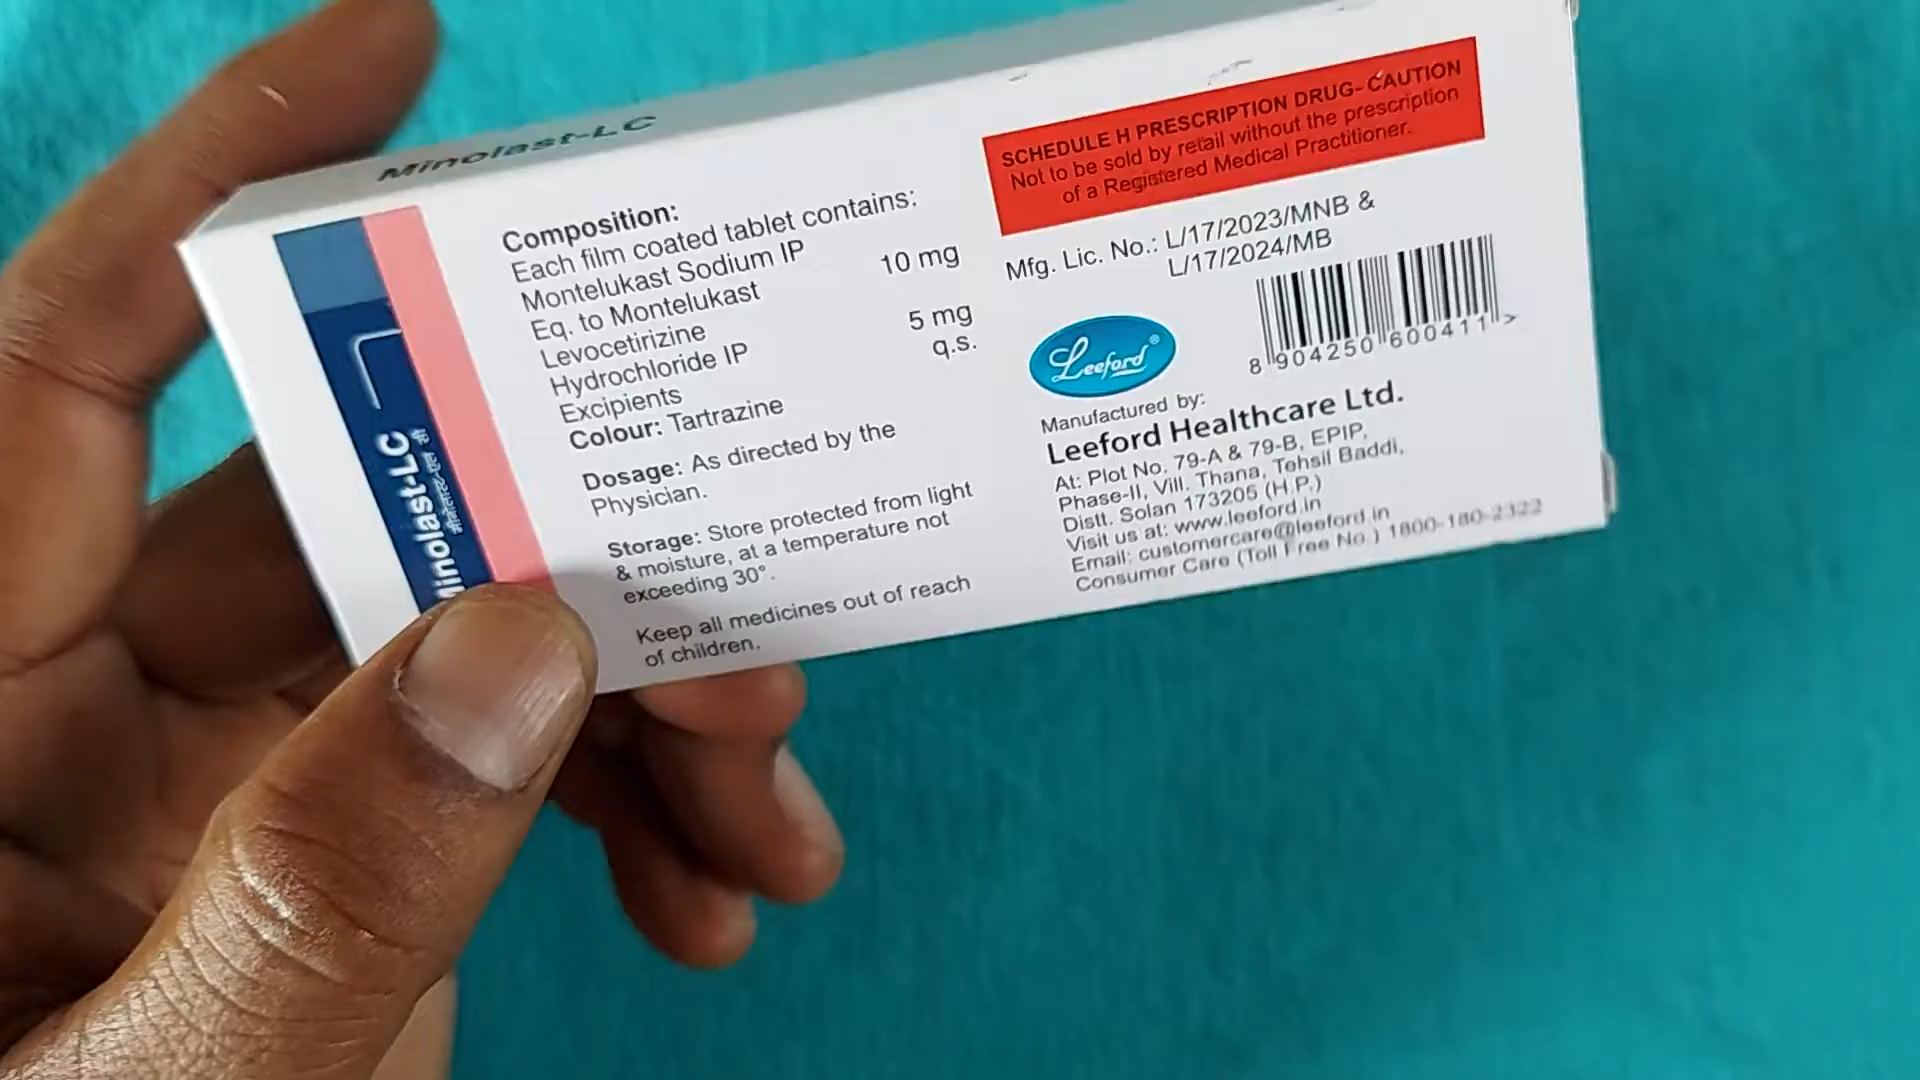 Minolast-LC
Minolast-LC
मीनोलास्ट-एल सी
Composition:
Each film coated tablet contains:
Montelukast Sodium IP
Eq. to Montelukast 10 mg
Levocetirizine
Hydrochloride IP 5 mg
Excipients q.s.
Colour: Tartrazine
Dosage: As directed by the
Physician.
Storage: Store protected from light
& moisture, at a temperature not
exceeding 30°.
Keep all medicines out of reach
of children.
SCHEDULE H PRESCRIPTION DRUG- CAUTION
Not to be sold by retail without the prescription
of a Registered Medical Practitioner.
Mfg. Lic. No.: L/17/2023/MNB &
L/17/2024/MB
Leeford®
8 904250 600411 >
Manufactured by:
Leeford Healthcare Ltd.
At: Plot No. 79-A & 79-B, EPIP,
Phase-II, Vill. Thana, Tehsil Baddi,
Distt. Solan 173205 (H.P.)
Visit us at: www.leeford.in
Email: customercare@leeford.in
Consumer Care (Toll Free No.) 1800-180-2322